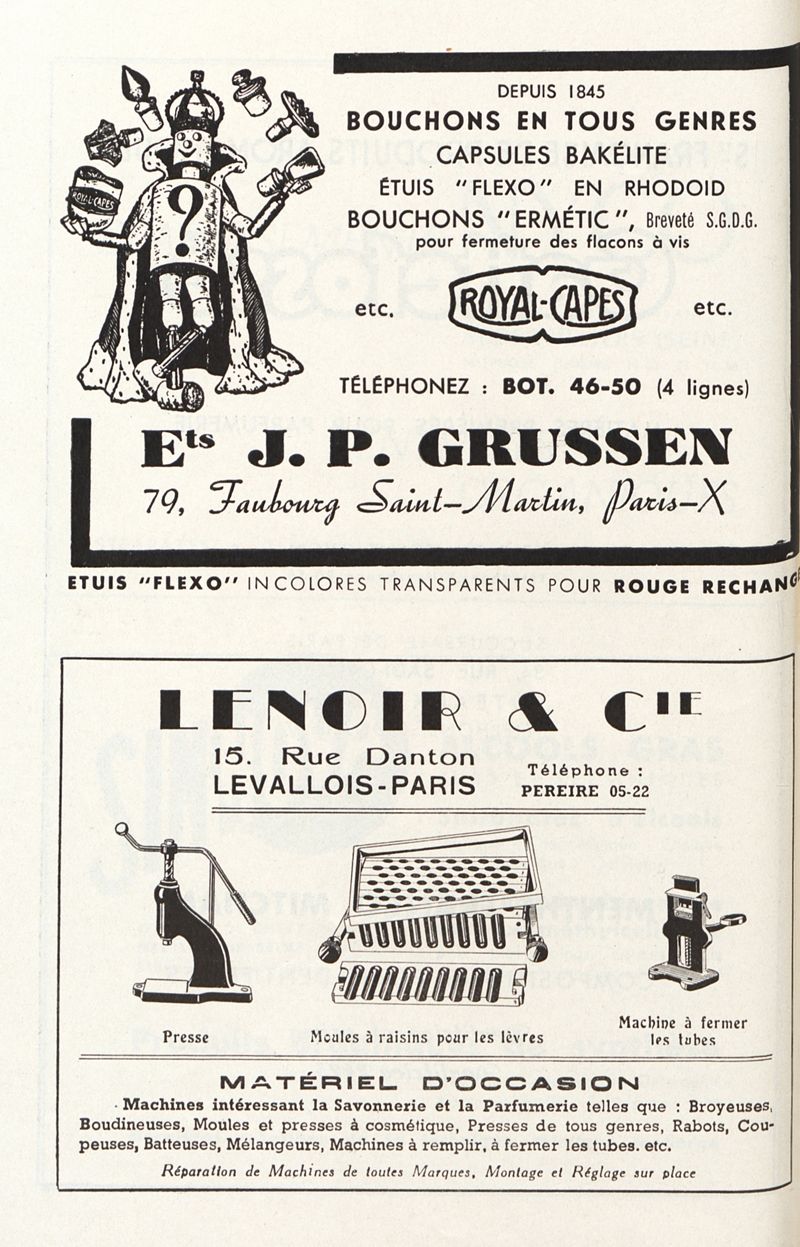 DEPUIS 1845
BOUCHONS EN TOUS GENRES
CAPSULES BAKÉLITE
ÉTUIS "FLEXO" EN RHODOID
BOUCHONS "ERMÉTIC", Breveté S.G.D.G.
pour fermeture des flacons à vis
ROYAL-CAPES
?
etc. ROYAL-CAPES etc.
TÉLÉPHONEZ : BOT. 46-50 (4 lignes)
Ets J. P. GRUSSEN
79, Faubourg Saint-Martin, Paris-X
ETUIS "FLEXO" INCOLORES TRANSPARENTS POUR ROUGE RECHANG
LENOIR & CIE
15. Rue Danton
LEVALLOIS-PARIS
Téléphone :
PEREIRE 05-22
Presse
Moules à raisins pour les lèvres
Machine à fermer
les tubes
MATÉRIEL D'OCCASION
Machines intéressant la Savonnerie et la Parfumerie telles que : Broyeuses,
Boudineuses, Moules et presses à cosmétique, Presses de tous genres, Rabots, Cou-
peuses, Batteuses, Mélangeurs, Machines à remplir, à fermer les tubes. etc.
Réparation de Machines de toutes Marques, Montage et Réglage sur place